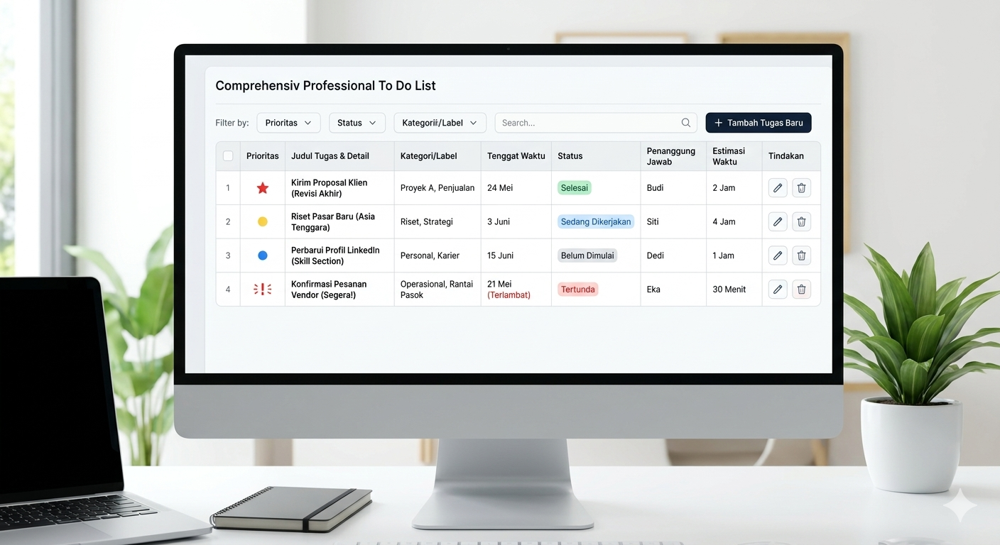 Comprehensiv Professional To Do List
Filter by: Prioritas Status Kategorii/Label Search... + Tambah Tugas Baru
Prioritas Judul Tugas & Detail Kategori/Label Tenggat Waktu Status Penanggung Jawab Estimasi Waktu Tindakan
1 Kirim Proposal Klien (Revisi Akhir) Proyek A, Penjualan 24 Mei Selesai Budi 2 Jam
2 Riset Pasar Baru (Asia Tenggara) Riset, Strategi 3 Juni Sedang Dikerjakan Siti 4 Jam
3 Perbarui Profil LinkedIn (Skill Section) Personal, Karier 15 Juni Belum Dimulai Dedi 1 Jam
4 Konfirmasi Pesanan Vendor (Segera!) Operasional, Rantai Pasok 21 Mei (Terlambat) Tertunda Eka 30 Menit